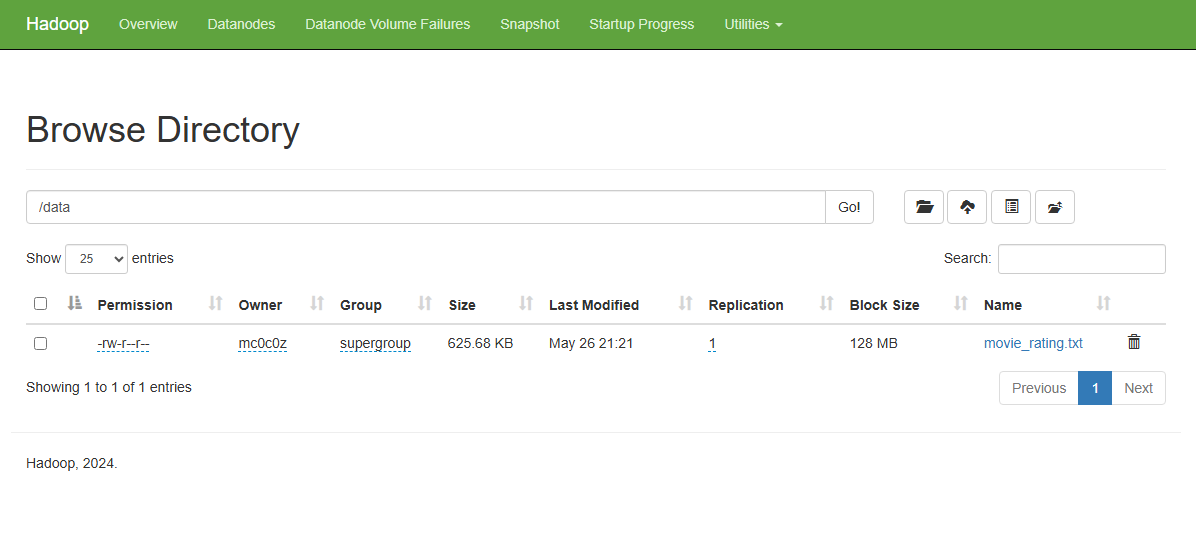 Hadoop Overview Datanodes Datanode Volume Failures Snapshot Startup Progress Utilities
Browse Directory
/data Go!
Show 25 entries Search:
Permission Owner Group Size Last Modified Replication Block Size Name
-rw-r--r-- mc0c0z supergroup 625.68 KB May 26 21:21 1 128 MB movie_rating.txt
Showing 1 to 1 of 1 entries Previous 1 Next
Hadoop, 2024.